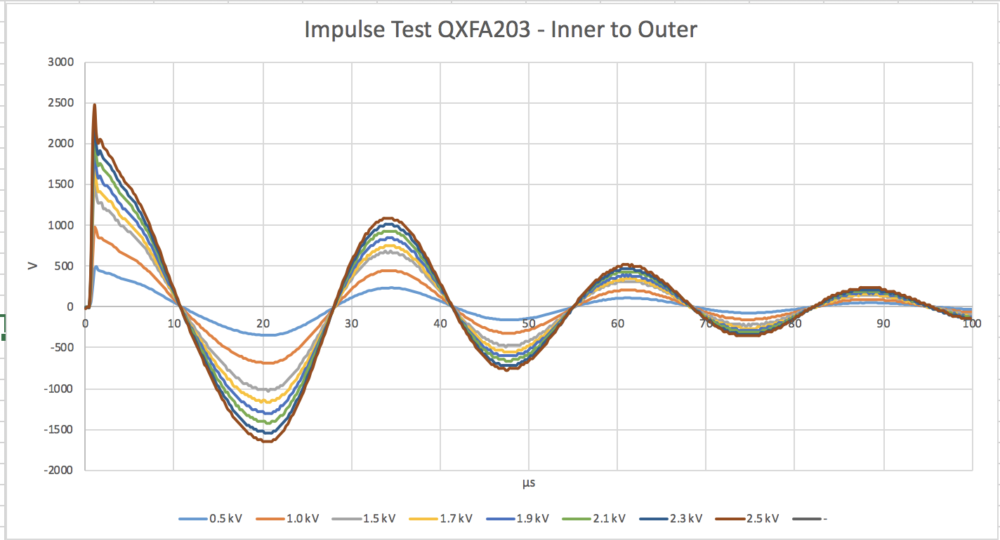 Impulse Test QXFA203 - Inner to Outer
3000
2500
2000
1500
1000
500
0
-500
-1000
-1500
-2000
V
0 10 20 30 40 50 60 70 80 90 100
µs
0.5 kV 1.0 kV 1.5 kV 1.7 kV 1.9 kV 2.1 kV 2.3 kV 2.5 kV -